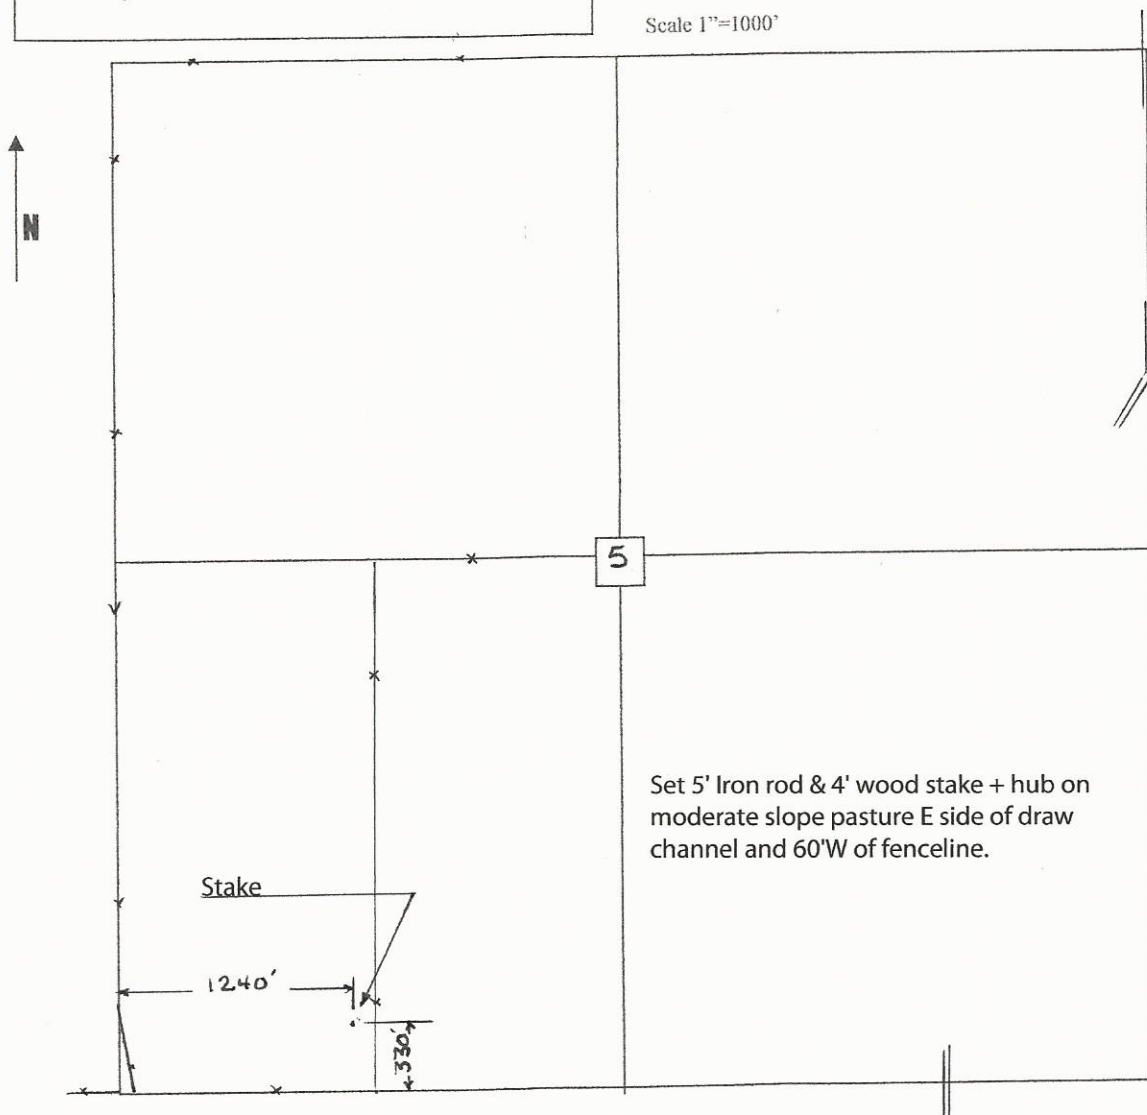 Scale 1"=1000'
N
5
Set 5' Iron rod & 4' wood stake + hub on
moderate slope pasture E side of draw
channel and 60'W of fenceline.
Stake
1240'
330'